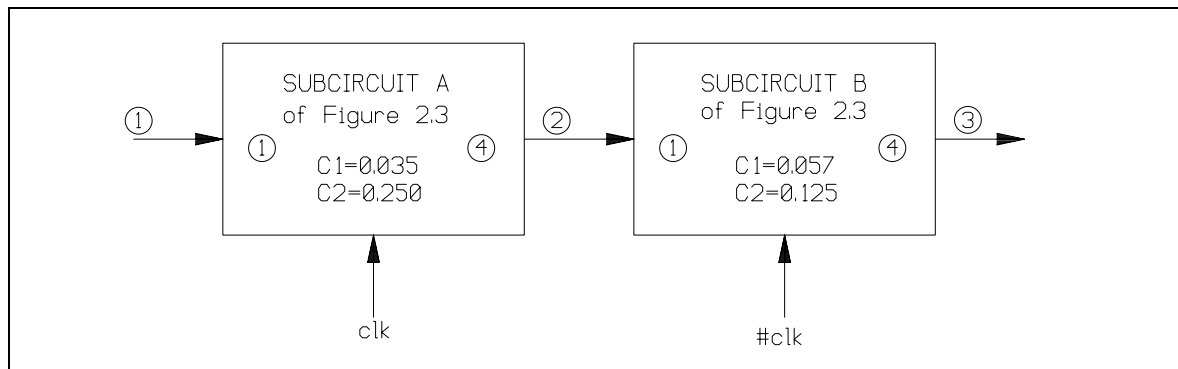 SUBCIRCUIT A
of Figure 2.3
① ① ④
C1=0.035
C2=0.250
clk
②
SUBCIRCUIT B
of Figure 2.3
① ④
C1=0.057
C2=0.125
#clk
③